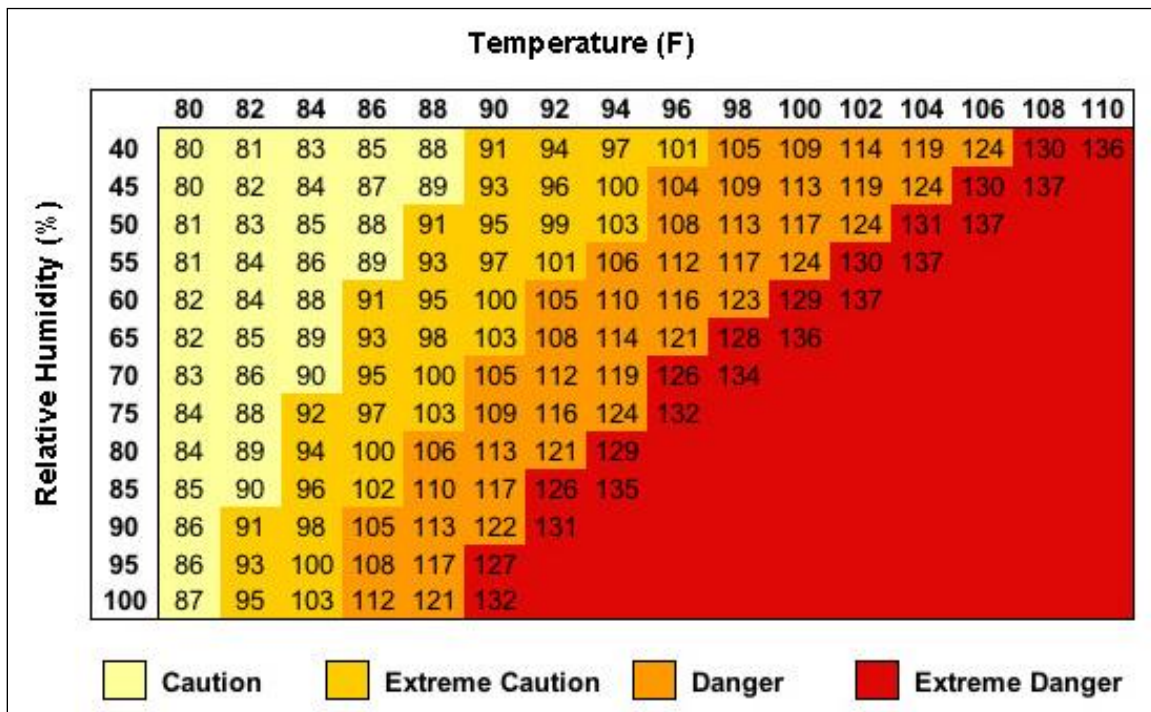 Temperature (F)
80 82 84 86 88 90 92 94 96 98 100 102 104 106 108 110
40 80 81 83 85 88 91 94 97 101 105 109 114 119 124 130 136
45 80 82 84 87 89 93 96 100 104 109 113 119 124 130 137
50 81 83 85 88 91 95 99 103 108 113 117 124 131 137
55 81 84 86 89 93 97 101 106 112 117 124 130 137
60 82 84 88 91 95 100 105 110 116 123 129 137
65 82 85 89 93 98 103 108 114 121 128 136
70 83 86 90 95 100 105 112 119 126 134
75 84 88 92 97 103 109 116 124 132
80 84 89 94 100 106 113 121 129
85 85 90 96 102 110 117 126 135
90 86 91 98 105 113 122 131
95 86 93 100 108 117 127
100 87 95 103 112 121 132
Relative Humidity (%)
Caution Extreme Caution Danger Extreme Danger